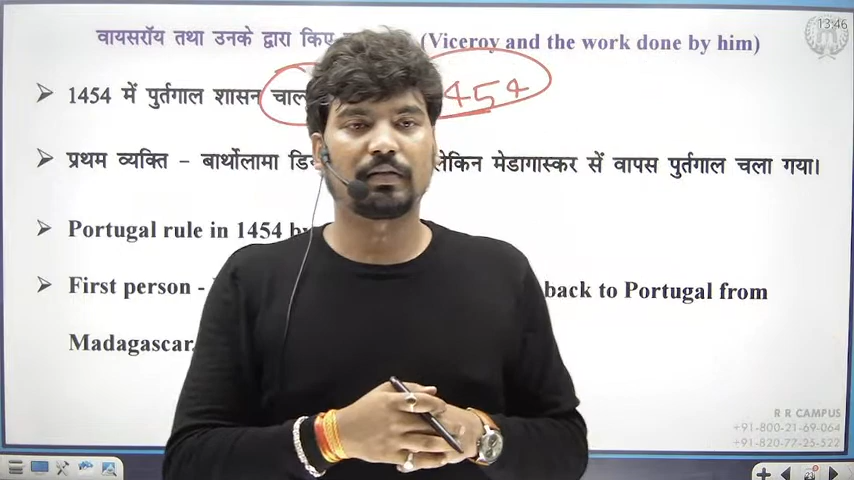 13:46
वायसरॉय तथा उनके द्वारा किए (Viceroy and the work done by him)
1454 में पुर्तगाल शासन 454
प्रथम व्यक्ति - बार्थोलामा लेकिन मेडागास्कर सें वापस पुर्तगाल चला गया।
Portugal rule in 1454
First person - back to Portugal from
Madagascar.
R R CAMPUS
+91-800-21-69-064
+91-820-77-25-522